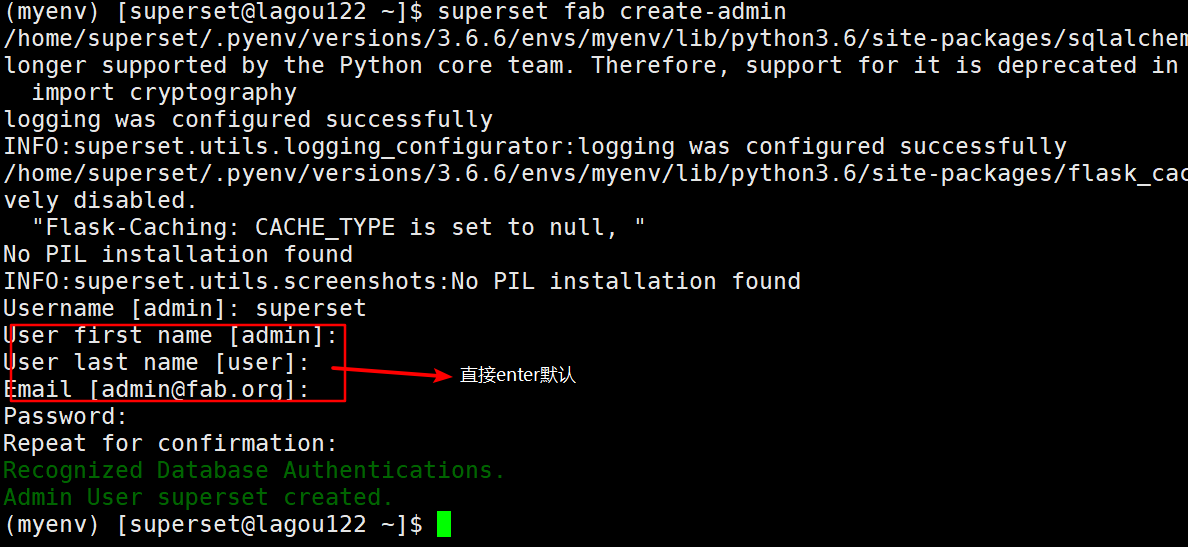 (myenv) [superset@lagou122 ~]$ superset fab create-admin
/home/superset/.pyenv/versions/3.6.6/envs/myenv/lib/python3.6/site-packages/sqlalchem
longer supported by the Python core team. Therefore, support for it is deprecated in
  import cryptography
logging was configured successfully
INFO:superset.utils.logging_configurator:logging was configured successfully
/home/superset/.pyenv/versions/3.6.6/envs/myenv/lib/python3.6/site-packages/flask_cac
vely disabled.
  "Flask-Caching: CACHE_TYPE is set to null, "
No PIL installation found
INFO:superset.utils.screenshots:No PIL installation found
Username [admin]: superset
User first name [admin]:
User last name [user]:
直接enter默认
Email [admin@fab.org]:
Password:
Repeat for confirmation:
Recognized Database Authentications.
Admin User superset created.
(myenv) [superset@lagou122 ~]$